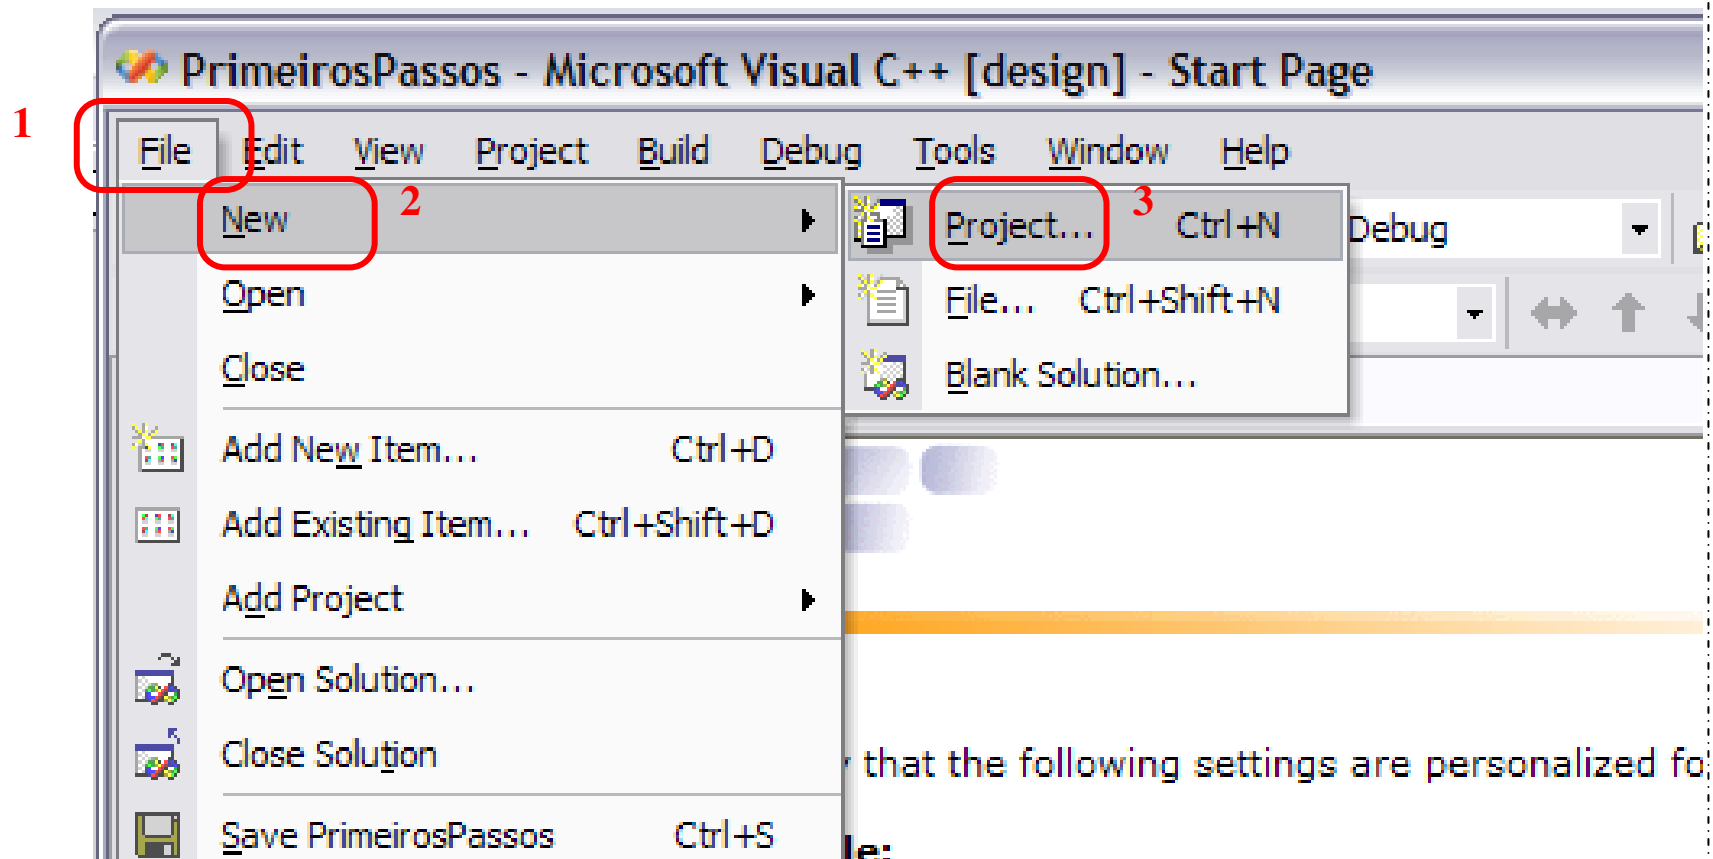 PrimeirosPassos - Microsoft Visual C++ [design] - Start Page
1
File Edit View Project Build Debug Tools Window Help
New 2
Project... 3 Ctrl+N
Debug
Open
File... Ctrl+Shift+N
Close
Blank Solution...
Add New Item... Ctrl+D
Add Existing Item... Ctrl+Shift+D
Add Project
Open Solution...
Close Solution
that the following settings are personalized fo
Save PrimeirosPassos Ctrl+S
le: